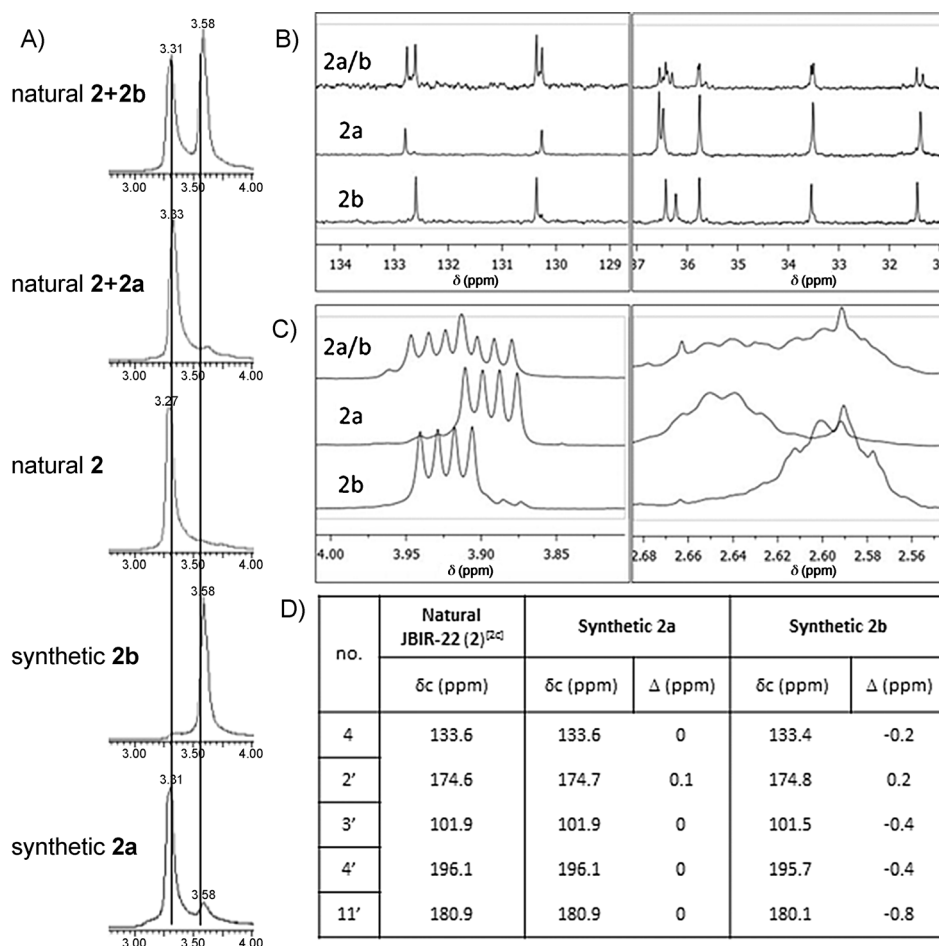 A)
natural 2+2b
3.31
3.58
3.00 3.50 4.00
natural 2+2a
3.33
3.00 3.50 4.00
natural 2
3.27
3.00 3.50 4.00
synthetic 2b
3.58
3.00 3.50 4.00
synthetic 2a
3.31
3.58
3.00 3.50 4.00
B)
2a/b
2a
2b
134 133 132 131 130 129
δ (ppm)
37 36 35 34 33 32 3
δ (ppm)
C)
2a/b
2a
2b
4.00 3.95 3.90 3.85
δ (ppm)
2.68 2.66 2.64 2.62 2.60 2.58 2.56
δ (ppm)
D)
no. Natural JBIR-22 (2)[2c] Synthetic 2a Synthetic 2b
δc (ppm) δc (ppm) Δ (ppm) δc (ppm) Δ (ppm)
4 133.6 133.6 0 133.4 -0.2
2’ 174.6 174.7 0.1 174.8 0.2
3’ 101.9 101.9 0 101.5 -0.4
4’ 196.1 196.1 0 195.7 -0.4
11’ 180.9 180.9 0 180.1 -0.8